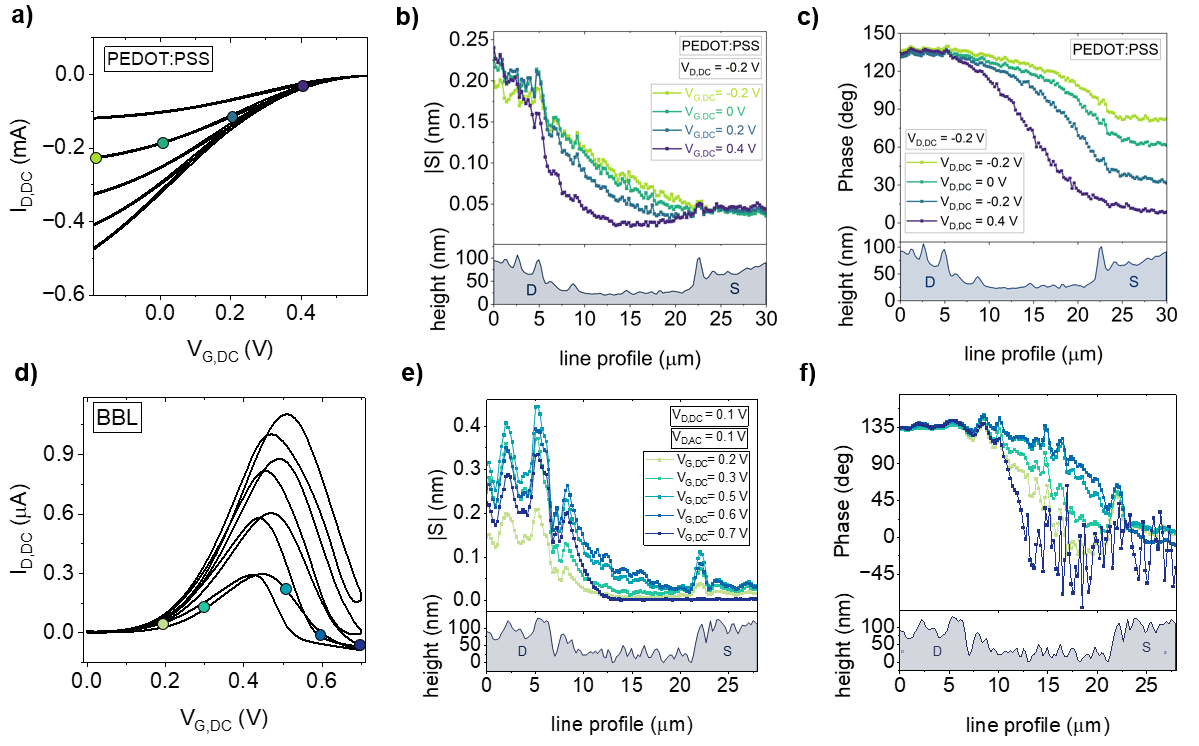 a)
PEDOT:PSS
0.0
−0.2
−0.4
−0.6
I_D,DC (mA)
0.0 0.2 0.4
V_G,DC (V)
b)
PEDOT:PSS
V_D,DC = -0.2 V
V_G,DC= -0.2 V
V_G,DC= 0 V
V_G,DC= 0.2 V
V_G,DC= 0.4 V
0.25
0.20
0.15
0.10
0.05
|S| (nm)
100
50
0
height (nm)
D S
0 5 10 15 20 25 30
line profile (μm)
c)
PEDOT:PSS
V_D,DC = -0.2 V
V_D,DC = -0.2 V
V_D,DC = 0 V
V_D,DC = -0.2 V
V_D,DC = 0.4 V
150
120
90
60
30
0
Phase (deg)
100
50
0
height (nm)
D S
0 5 10 15 20 25 30
line profile (μm)
d)
BBL
0.9
0.6
0.3
0.0
I_D,DC (μA)
0.0 0.2 0.4 0.6
V_G,DC (V)
e)
V_D,DC = 0.1 V
V_D,AC = 0.1 V
V_G,DC= 0.2 V
V_G,DC= 0.3 V
V_G,DC= 0.5 V
V_G,DC= 0.6 V
V_G,DC= 0.7 V
0.4
0.3
0.2
0.1
0.0
|S| (nm)
100
50
0
height (nm)
D S
0 5 10 15 20 25
line profile (μm)
f)
135
90
45
0
−45
Phase (deg)
100
50
0
height (nm)
D S
0 5 10 15 20 25
line profile (μm)